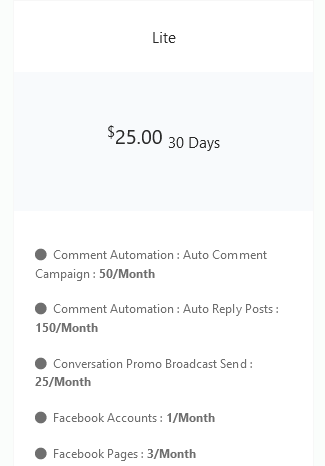 Lite
$25.00 30 Days
Comment Automation : Auto Comment
Campaign : 50/Month
Comment Automation : Auto Reply Posts :
150/Month
Conversation Promo Broadcast Send :
25/Month
Facebook Accounts : 1/Month
Facebook Pages : 3/Month